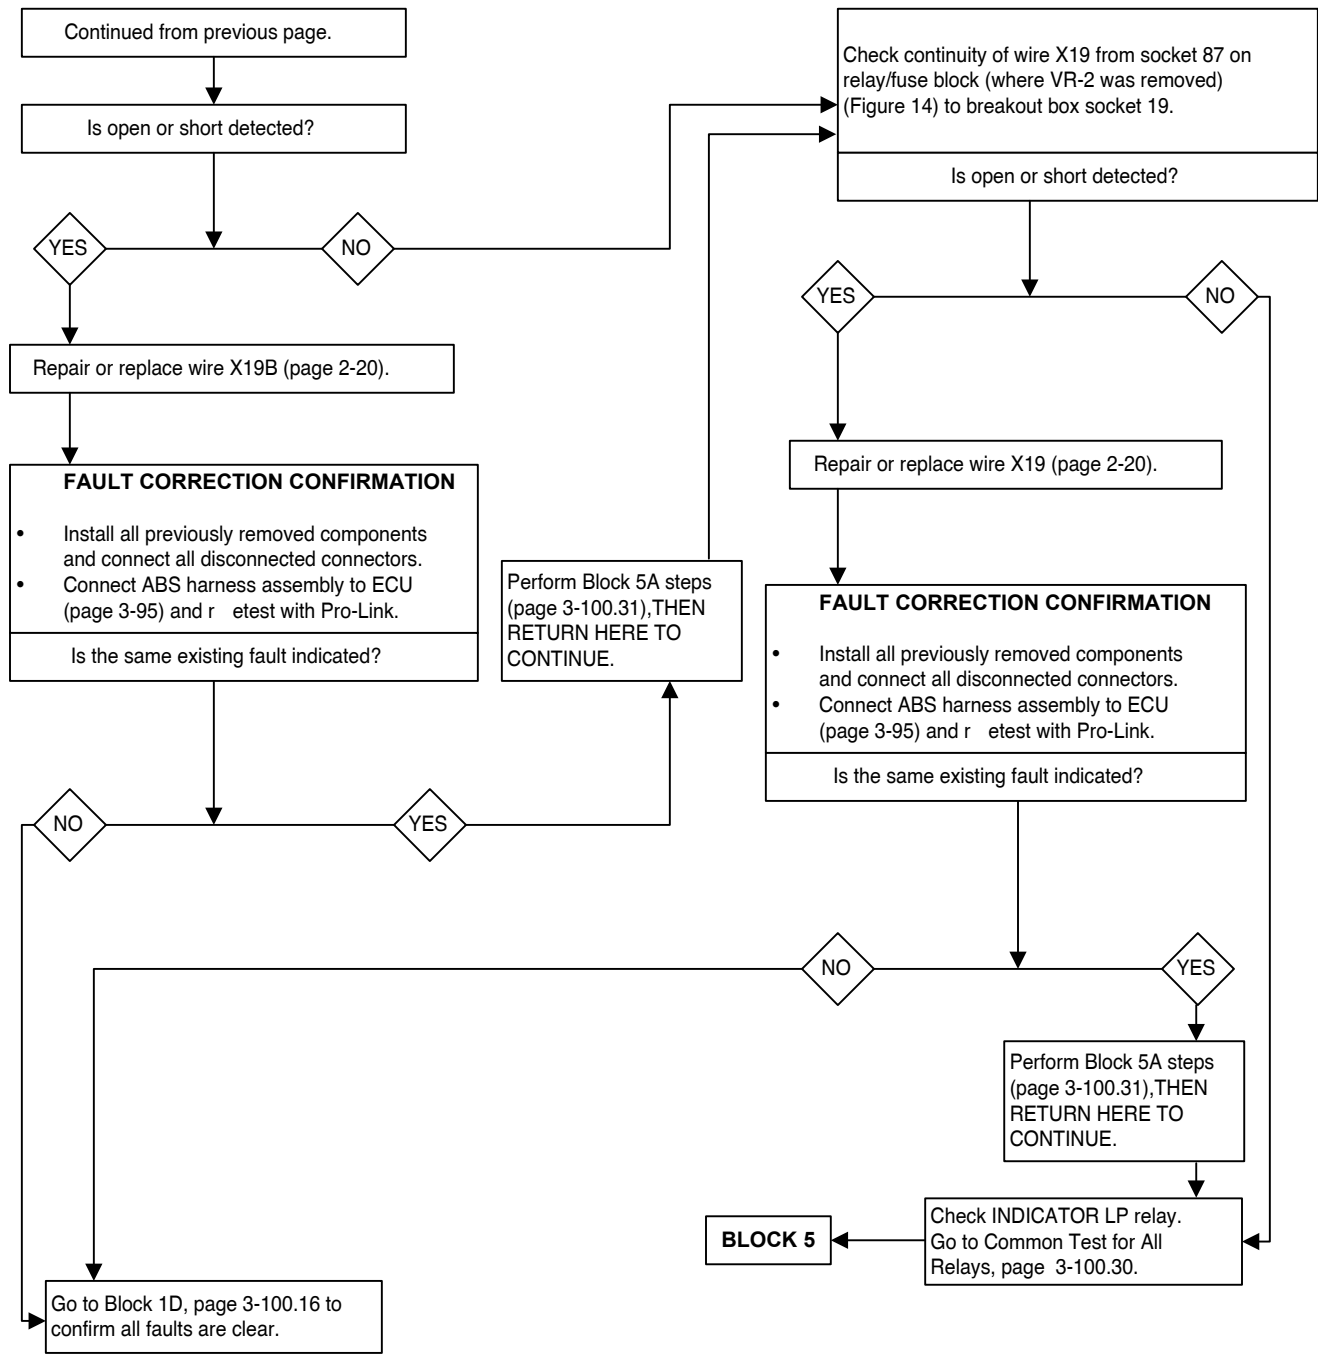 Continued from previous page.
Is open or short detected?
YES
NO
Repair or replace wire X19B (page 2-20).
FAULT CORRECTION CONFIRMATION
• Install all previously removed components
and connect all disconnected connectors.
• Connect ABS harness assembly to ECU
(page 3-95) and r etest with Pro-Link.
Is the same existing fault indicated?
NO
YES
Perform Block 5A steps
(page 3-100.31),THEN
RETURN HERE TO
CONTINUE.
Check continuity of wire X19 from socket 87 on
relay/fuse block (where VR-2 was removed)
(Figure 14) to breakout box socket 19.
Is open or short detected?
YES
NO
Repair or replace wire X19 (page 2-20).
FAULT CORRECTION CONFIRMATION
• Install all previously removed components
and connect all disconnected connectors.
• Connect ABS harness assembly to ECU
(page 3-95) and r etest with Pro-Link.
Is the same existing fault indicated?
NO
YES
Perform Block 5A steps
(page 3-100.31),THEN
RETURN HERE TO
CONTINUE.
Check INDICATOR LP relay.
Go to Common Test for All
Relays, page 3-100.30.
BLOCK 5
Go to Block 1D, page 3-100.16 to
confirm all faults are clear.